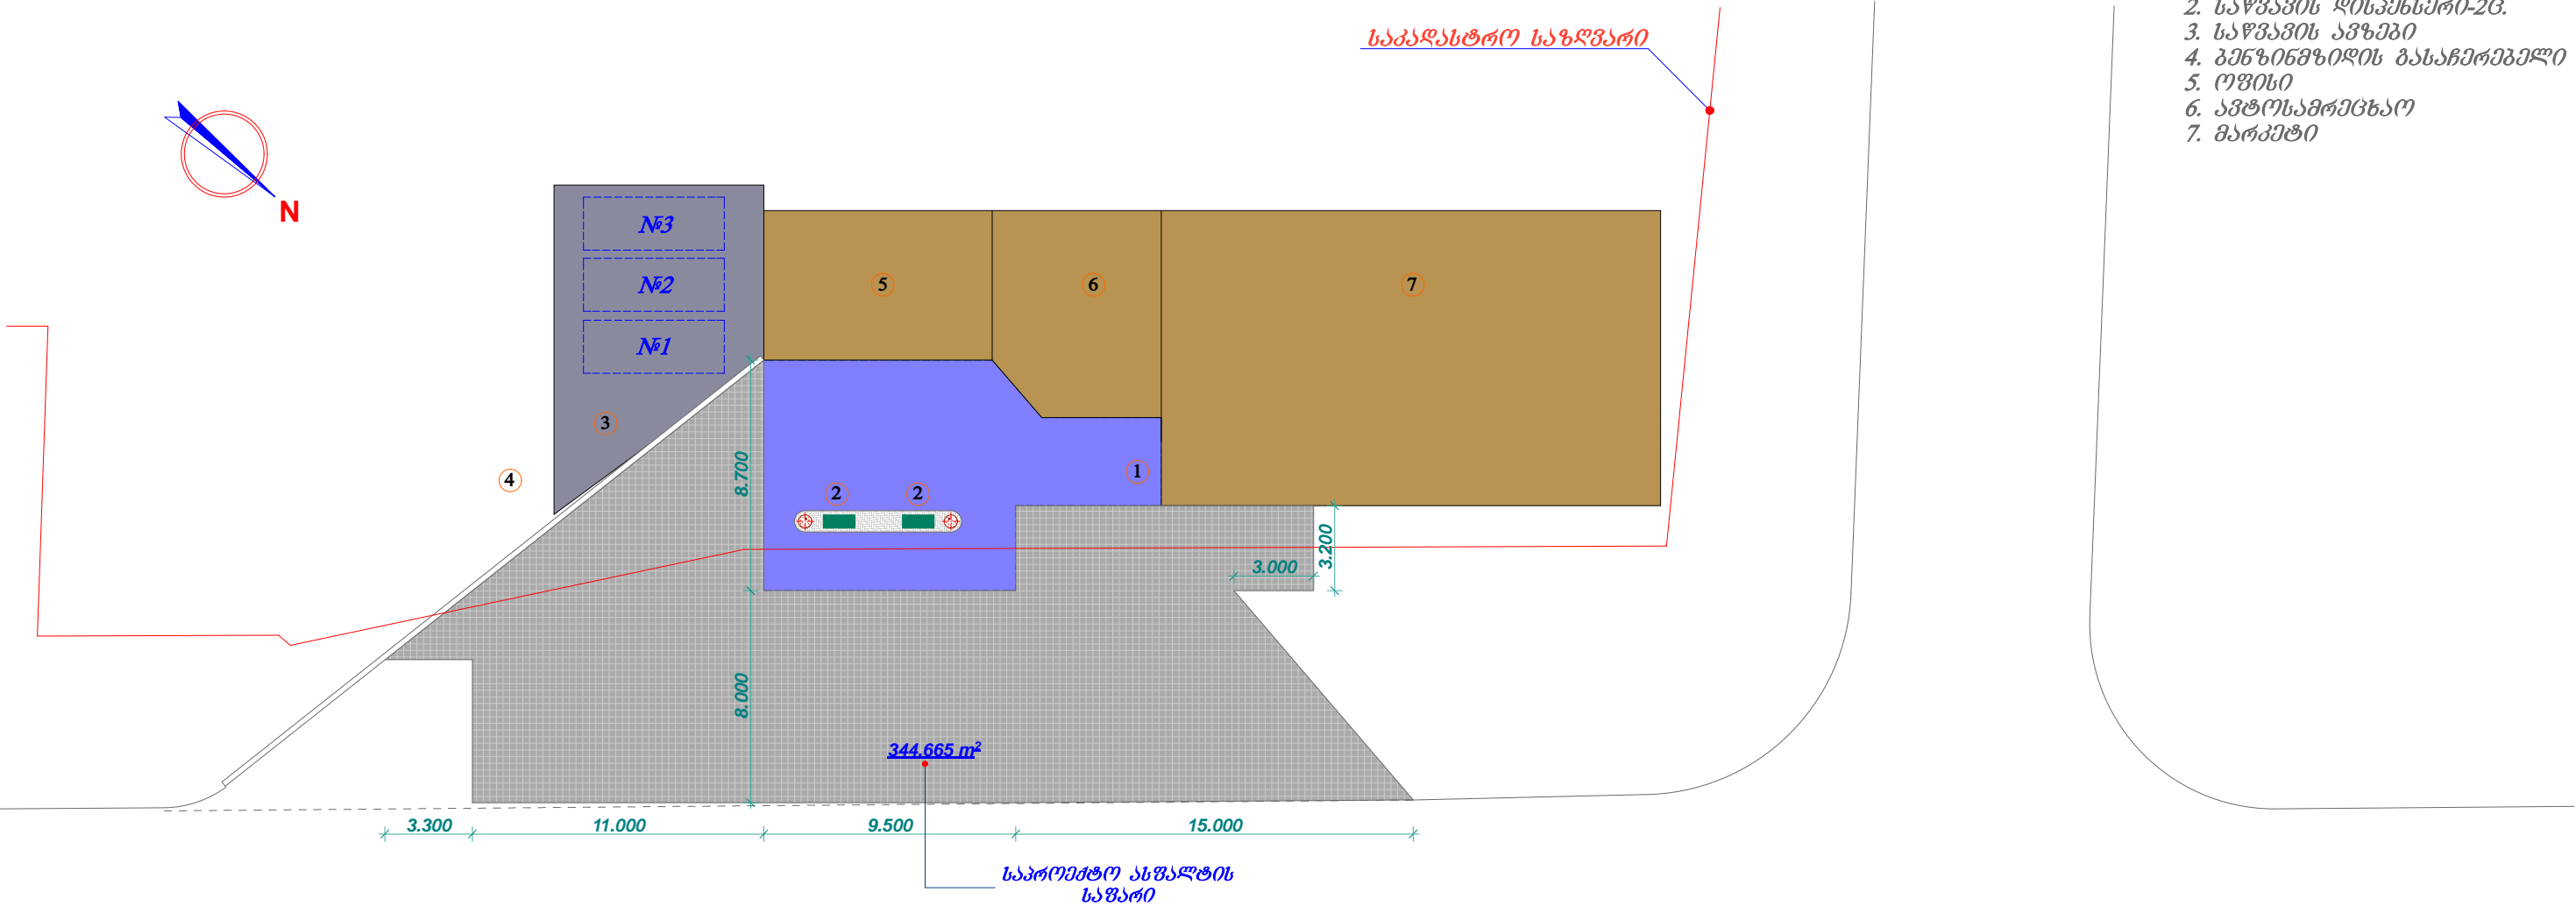 2. საწვავის დისპენსერი-2ც.
საკადასტრო საზღვარი
3. საწვავის ავზები
4. ბენზინმზიდის გასაჩერებელი
5. ოფისი
6. ავტოსამრეცხაო
7. მარკეტი
N
№3
№2
№1
5
6
7
3
4
1
2
2
8.700
3.200
3.000
8.000
344.665 m²
3.300
11.000
9.500
15.000
საპროექტო ასფალტის
საფარი